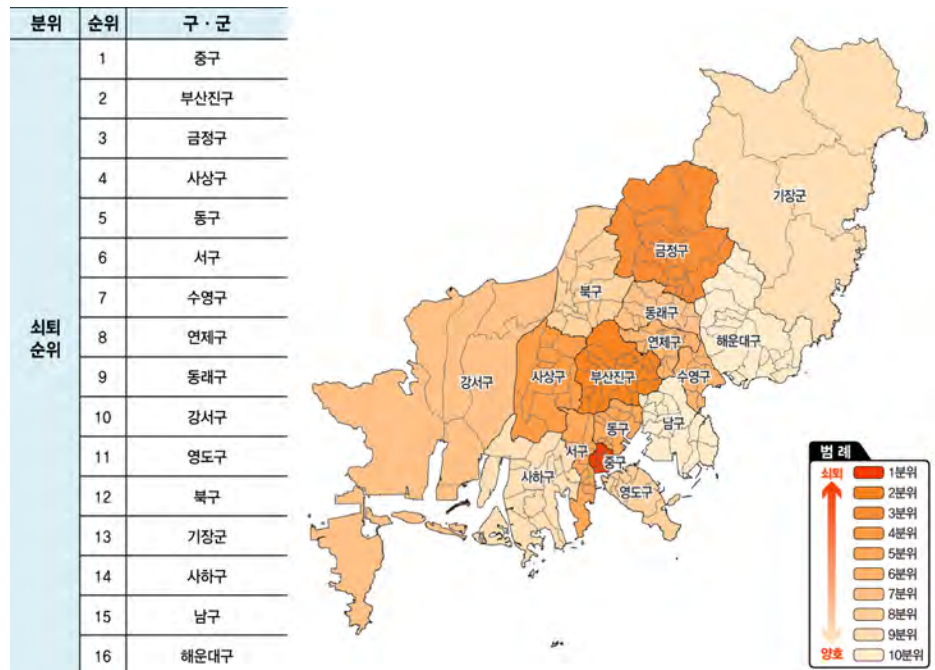 분위 순위 구 · 군
쇠퇴
순위
1 중구
2 부산진구
3 금정구
4 사상구
5 동구
6 서구
7 수영구
8 연제구
9 동래구
10 강서구
11 영도구
12 북구
13 기장군
14 사하구
15 남구
16 해운대구
기장군
금정구
북구
동래구
연제구
해운대구
강서구
사상구
부산진구
수영구
동구
남구
서구
중구
사하구
영도구
범 례
쇠퇴
양호
1분위
2분위
3분위
4분위
5분위
6분위
7분위
8분위
9분위
10분위